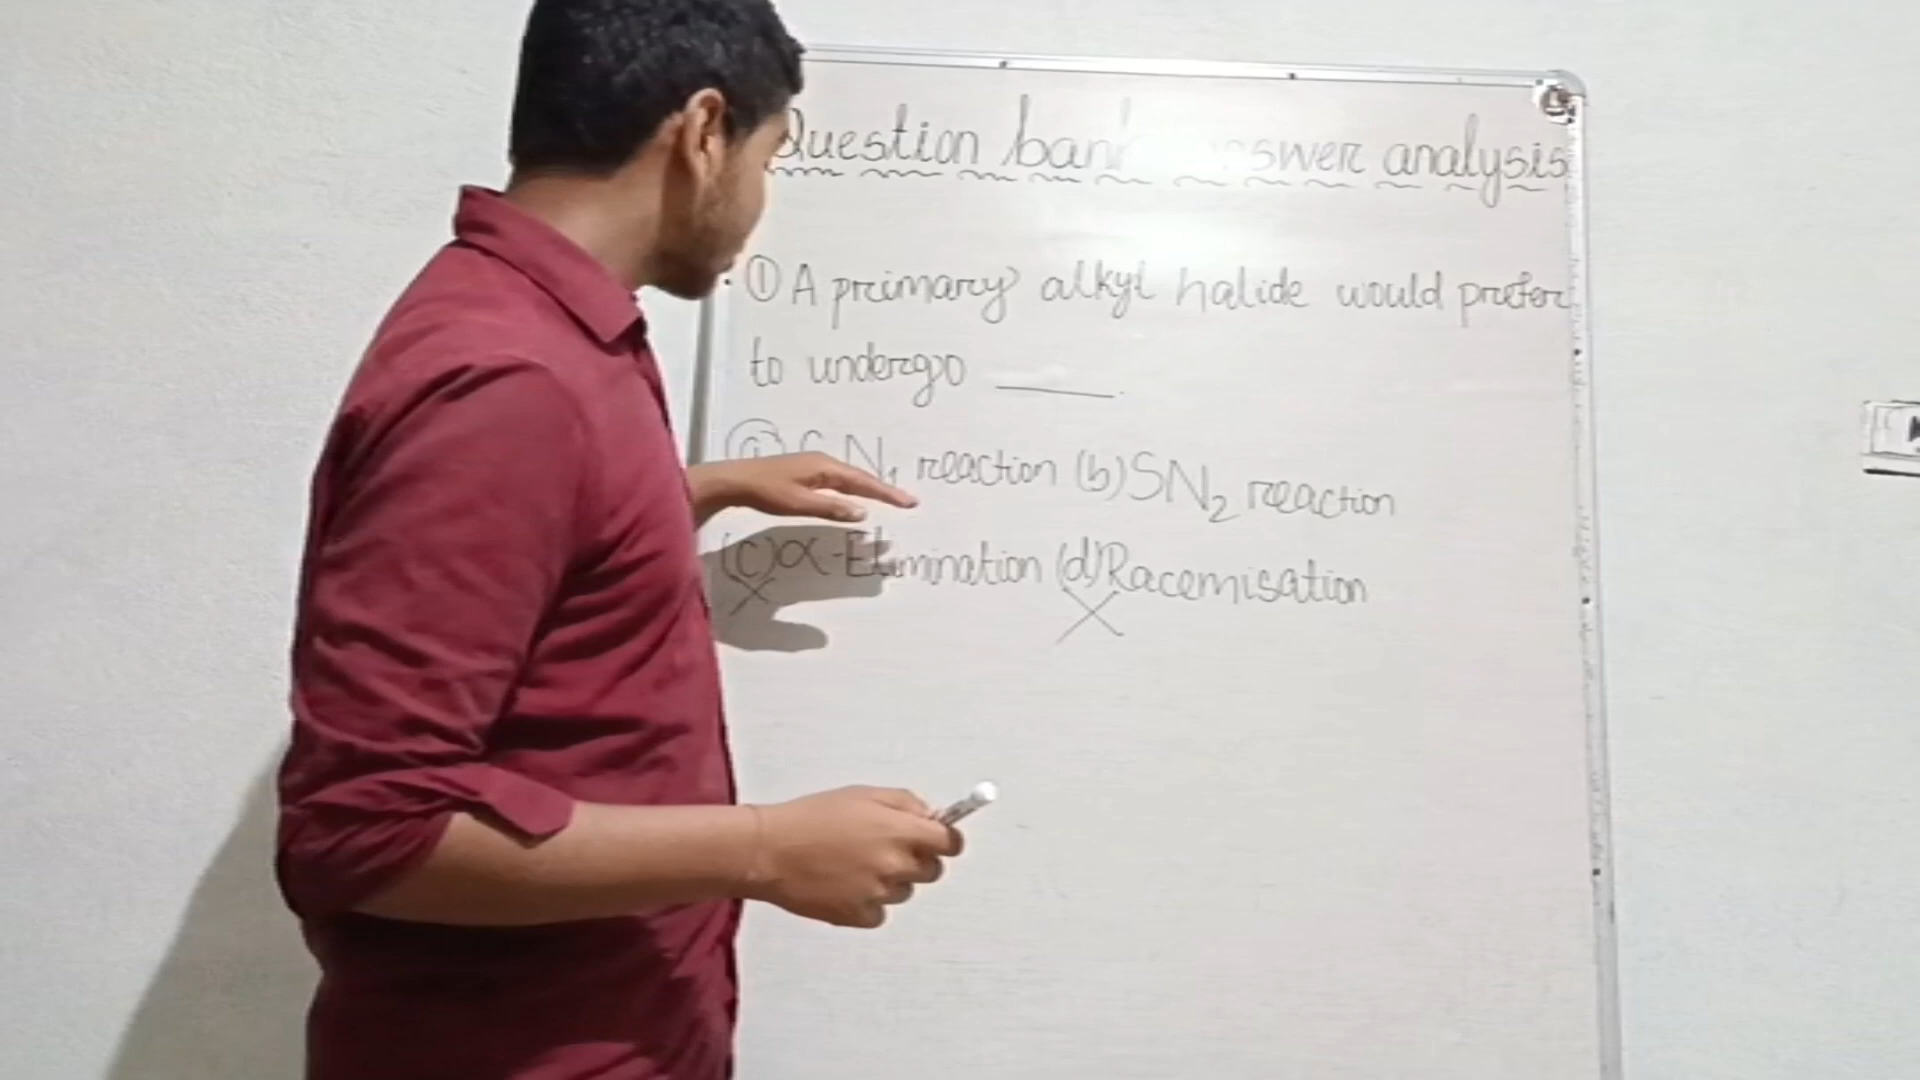 Question bank answer analysis
① A primary alkyl halide would prefer
to undergo ____.
(a) SN1 reaction (b) SN2 reaction
(c) α-Elimination (d) Racemisation